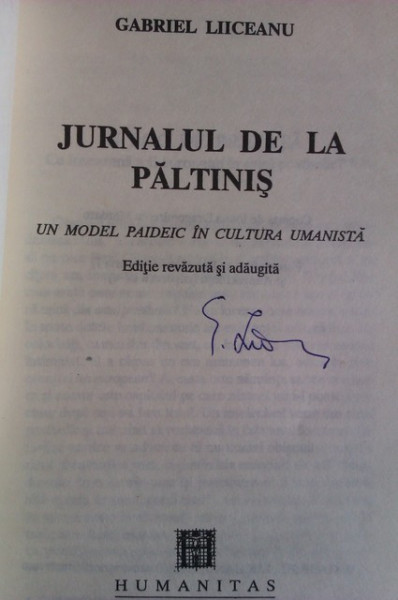 GABRIEL LIICEANU
JURNALUL DE LA
PĂLTINIŞ
UN MODEL PAIDEIC ÎN CULTURA UMANISTĂ
Ediţie revăzută şi adăugită
HUMANITAS